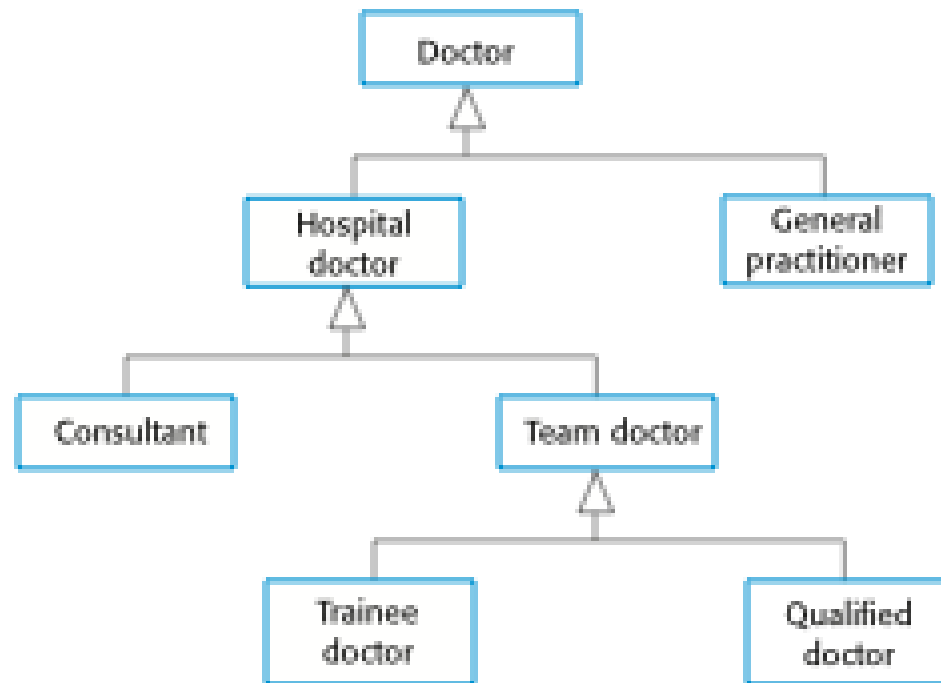 Doctor
Hospital
doctor
General
practitioner
Consultant
Team doctor
Trainee
doctor
Qualified
doctor